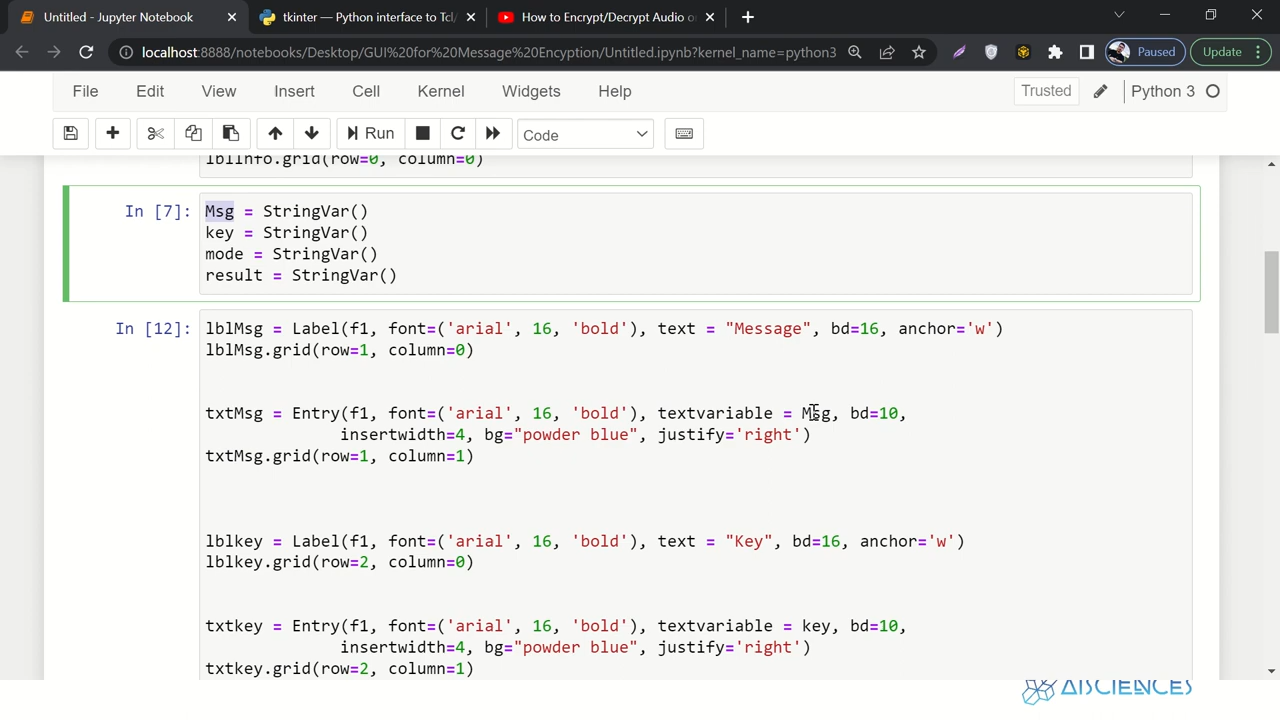 Untitled - Jupyter Notebook
tkinter — Python interface to Tcl/
How to Encrypt/Decrypt Audio or
localhost:8888/notebooks/Desktop/GUI%20for%20Message%20Encyption/Untitled.ipynb?kernel_name=python3
Paused
Update
File Edit View Insert Cell Kernel Widgets Help
Trusted
Python 3
Run
Code
lblInfo.grid(row=0, column=0)
In [7]:
Msg = StringVar()
key = StringVar()
mode = StringVar()
result = StringVar()
In [12]:
lblMsg = Label(f1, font=('arial', 16, 'bold'), text = "Message", bd=16, anchor='w')
lblMsg.grid(row=1, column=0)
txtMsg = Entry(f1, font=('arial', 16, 'bold'), textvariable = Msg, bd=10,
insertwidth=4, bg="powder blue", justify='right')
txtMsg.grid(row=1, column=1)
lblkey = Label(f1, font=('arial', 16, 'bold'), text = "Key", bd=16, anchor='w')
lblkey.grid(row=2, column=0)
txtkey = Entry(f1, font=('arial', 16, 'bold'), textvariable = key, bd=10,
insertwidth=4, bg="powder blue", justify='right')
txtkey.grid(row=2, column=1)
AISCIENCES